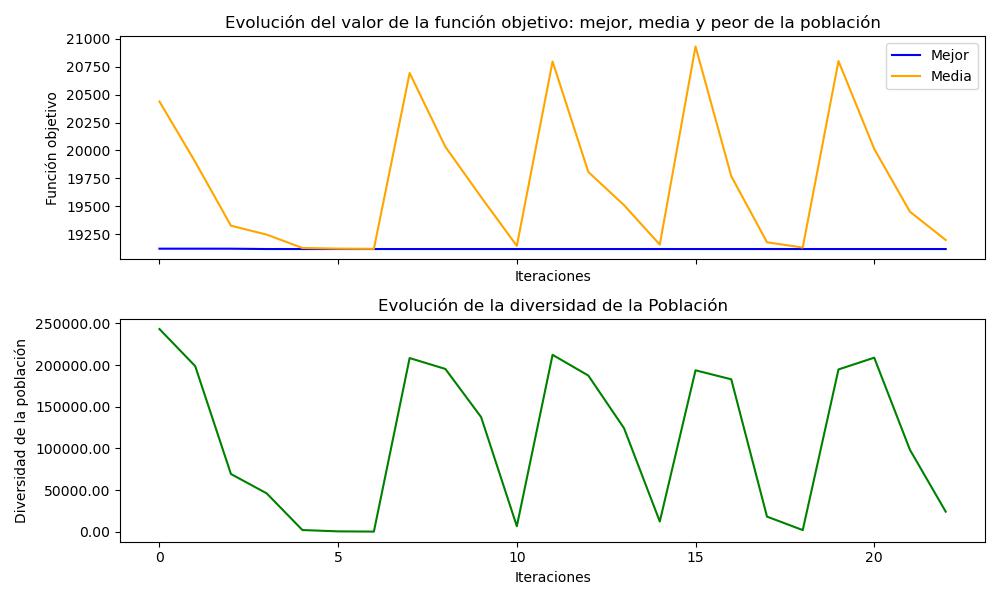 Evolución del valor de la función objetivo: mejor, media y peor de la población
Función objetivo
21000
20750
20500
20250
20000
19750
19500
19250
Mejor
Media
Iteraciones
Evolución de la diversidad de la Población
Diversidad de la población
250000.00
200000.00
150000.00
100000.00
50000.00
0.00
0 5 10 15 20
Iteraciones